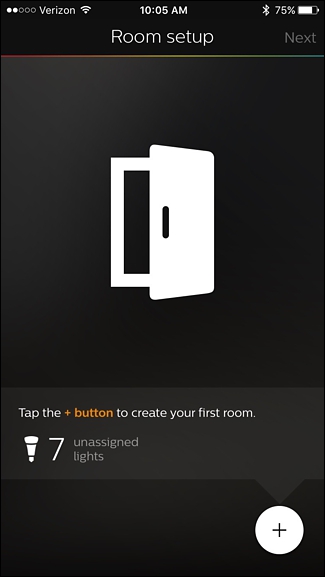 Verizon 10:05 AM 75%
Room setup Next
Tap the + button to create your first room.
7 unassigned
lights
+